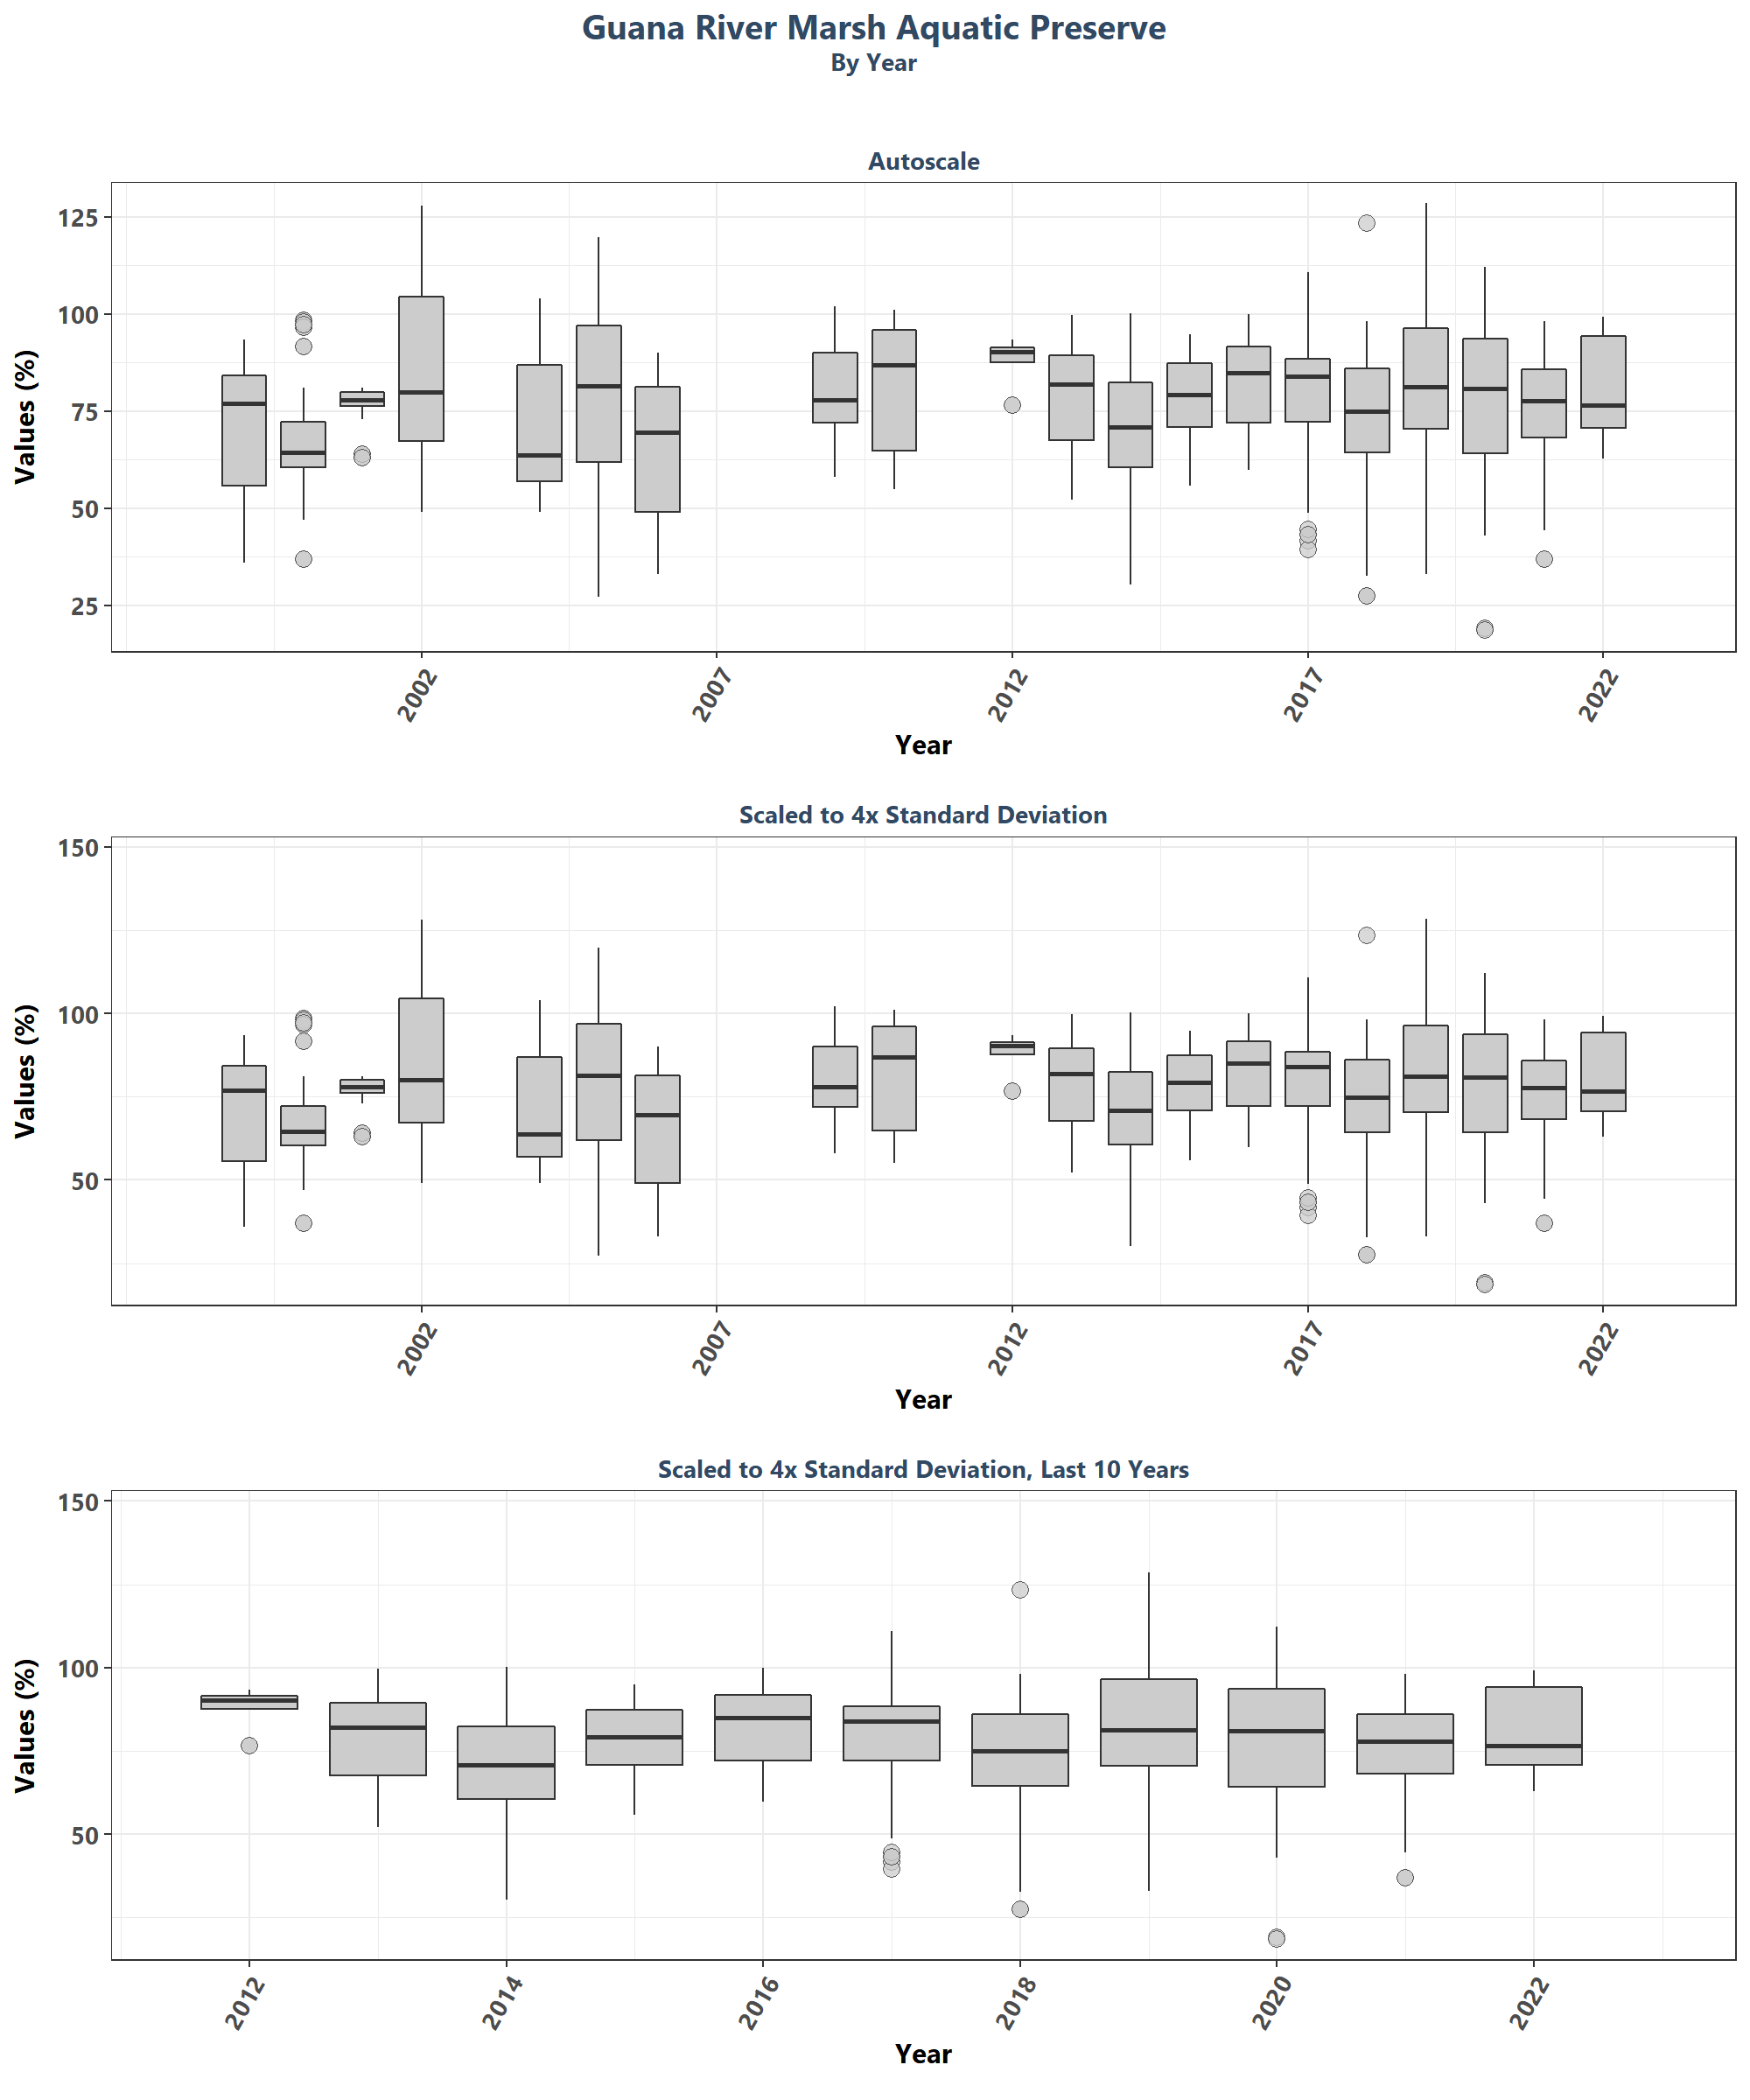 Guana River Marsh Aquatic Preserve
By Year
Autoscale
Values (%)
125
100
75
50
25
2002
2007
2012
2017
2022
Year
Scaled to 4x Standard Deviation
Values (%)
150
100
50
2002
2007
2012
2017
2022
Year
Scaled to 4x Standard Deviation, Last 10 Years
Values (%)
150
100
50
2012
2014
2016
2018
2020
2022
Year